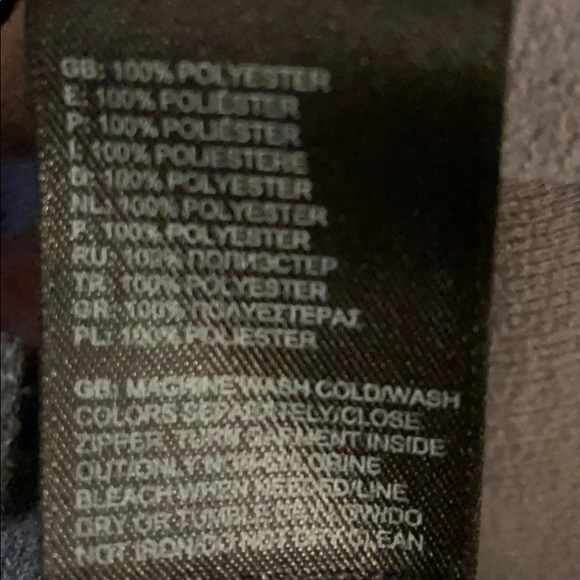 GB: 100% POLYESTER
E: 100% POLIÉSTER
P: 100% POLIÉSTER
I: 100% POLIESTERE
D: 100% POLYESTER
NL: 100% POLYESTER
F: 100% POLYESTER
RU: 100% ПОЛИЭСТЕР
TR: 100% POLYESTER
GR: 100% ΠΟΛΥΕΣΤΕΡΑΣ
PL: 100% POLIESTER
GB: MACHINE WASH COLD/WASH
COLORS SEPARATELY/CLOSE
ZIPPER, TURN GARMENT INSIDE
OUT/ONLY NON-CHLORINE
BLEACH WHEN NEEDED/LINE
DRY OR TUMBLE DRY LOW/DO
NOT IRON/DO NOT DRY CLEAN